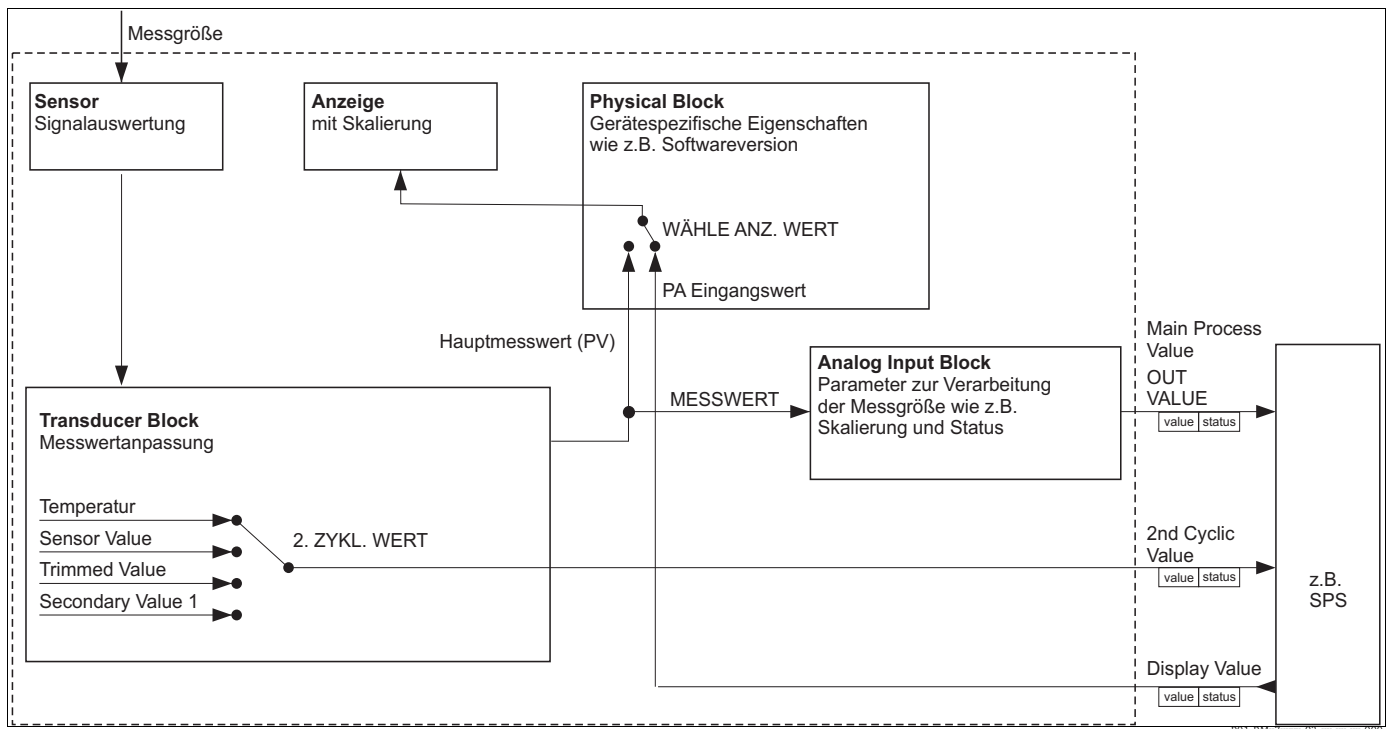 Messgröße
Sensor
Signalauswertung
Anzeige
mit Skalierung
Physical Block
Gerätespezifische Eigenschaften
wie z.B. Softwareversion
WÄHLE ANZ. WERT
PA Eingangswert
Hauptmesswert (PV)
Transducer Block
Messwertanpassung
MESSWERT
Analog Input Block
Parameter zur Verarbeitung
der Messgröße wie z.B.
Skalierung und Status
Main Process
Value
OUT
VALUE
value status
Temperatur
Sensor Value
Trimmed Value
Secondary Value 1
2. ZYKL. WERT
2nd Cyclic
Value
value status
z.B.
SPS
Display Value
value status